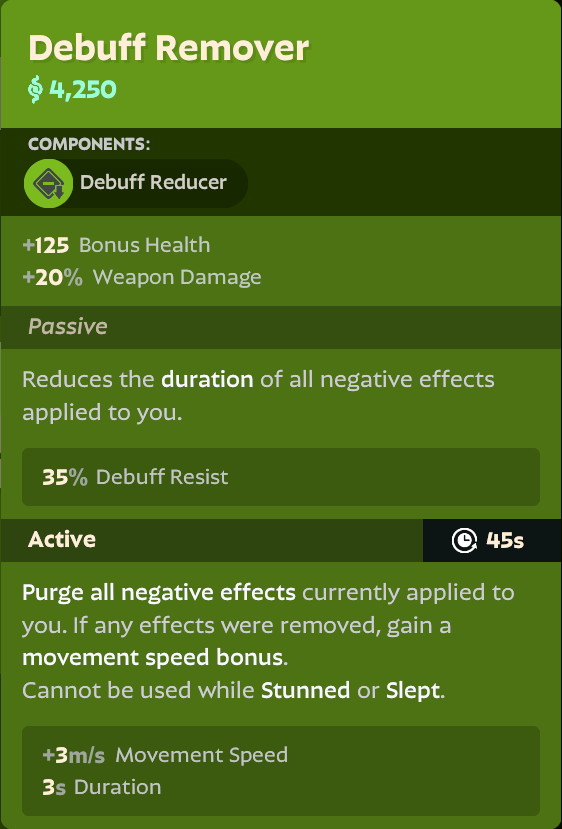 Debuff Remover
$ 4,250
COMPONENTS:
Debuff Reducer
+125 Bonus Health
+20% Weapon Damage
Passive
Reduces the duration of all negative effects
applied to you.
35% Debuff Resist
Active 45s
Purge all negative effects currently applied to
you. If any effects were removed, gain a
movement speed bonus.
Cannot be used while Stunned or Slept.
+3m/s Movement Speed
3s Duration